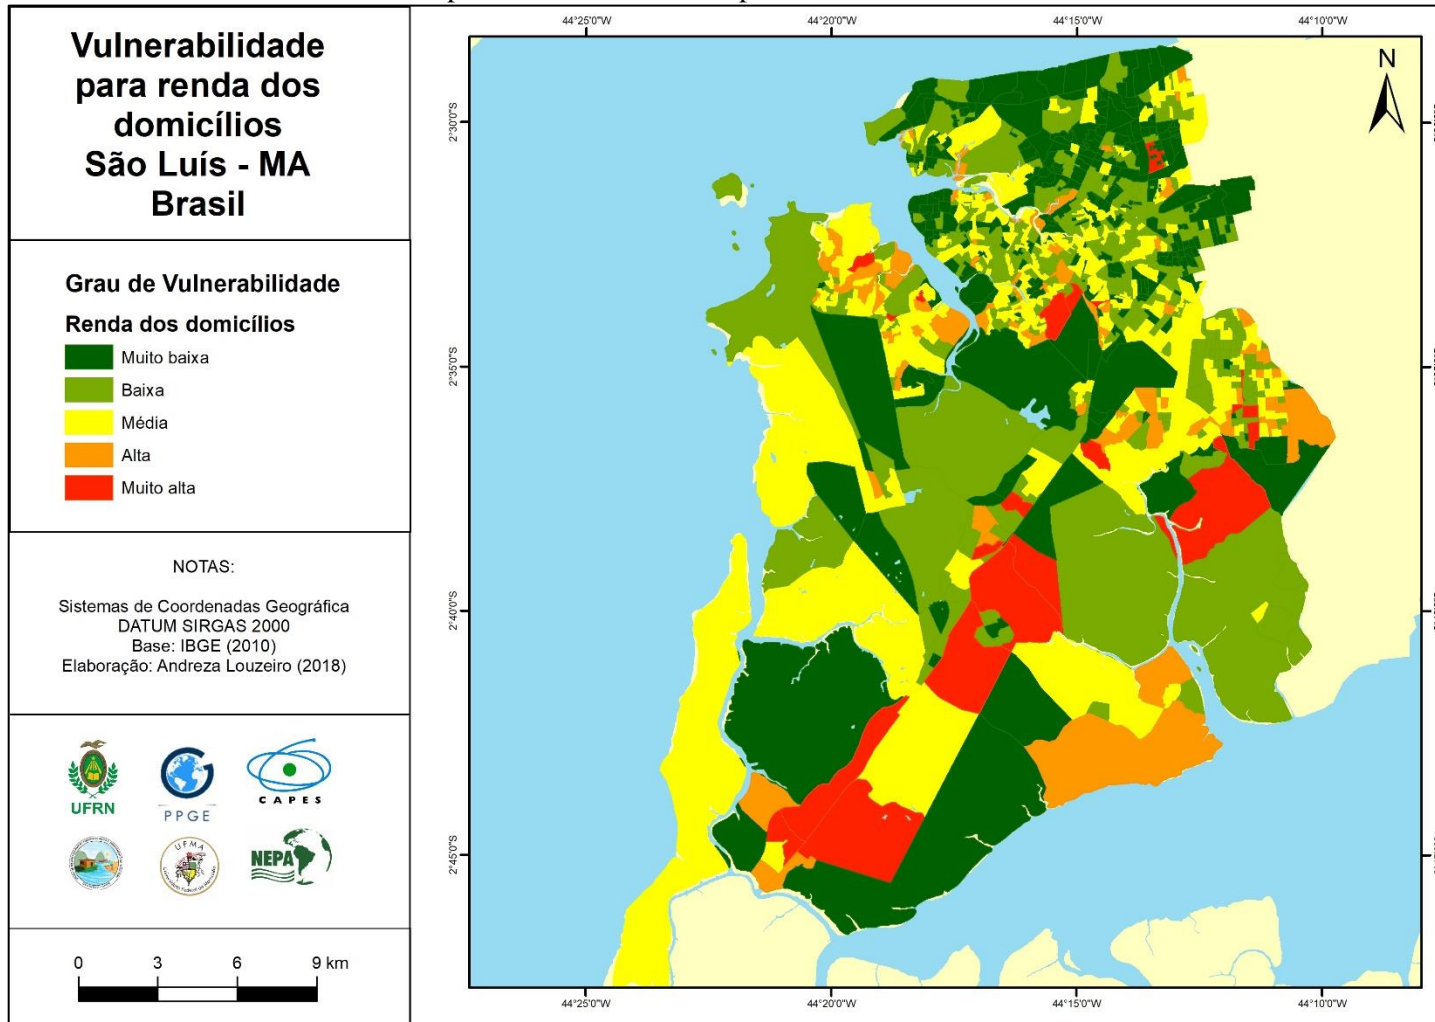 Vulnerabilidade
para renda dos
domicílios
São Luís - MA
Brasil
Grau de Vulnerabilidade
Renda dos domicílios
Muito baixa
Baixa
Média
Alta
Muito alta
NOTAS:
Sistemas de Coordenadas Geográfica
DATUM SIRGAS 2000
Base: IBGE (2010)
Elaboração: Andreza Louzeiro (2018)
UFRN
PPGE
CAPES
UFMA
NEPA
0 3 6 9 km
44°25'0"W 44°20'0"W 44°15'0"W 44°10'0"W
N
2°30'0"S
2°35'0"S
2°40'0"S
2°45'0"S
44°25'0"W 44°20'0"W 44°15'0"W 44°10'0"W